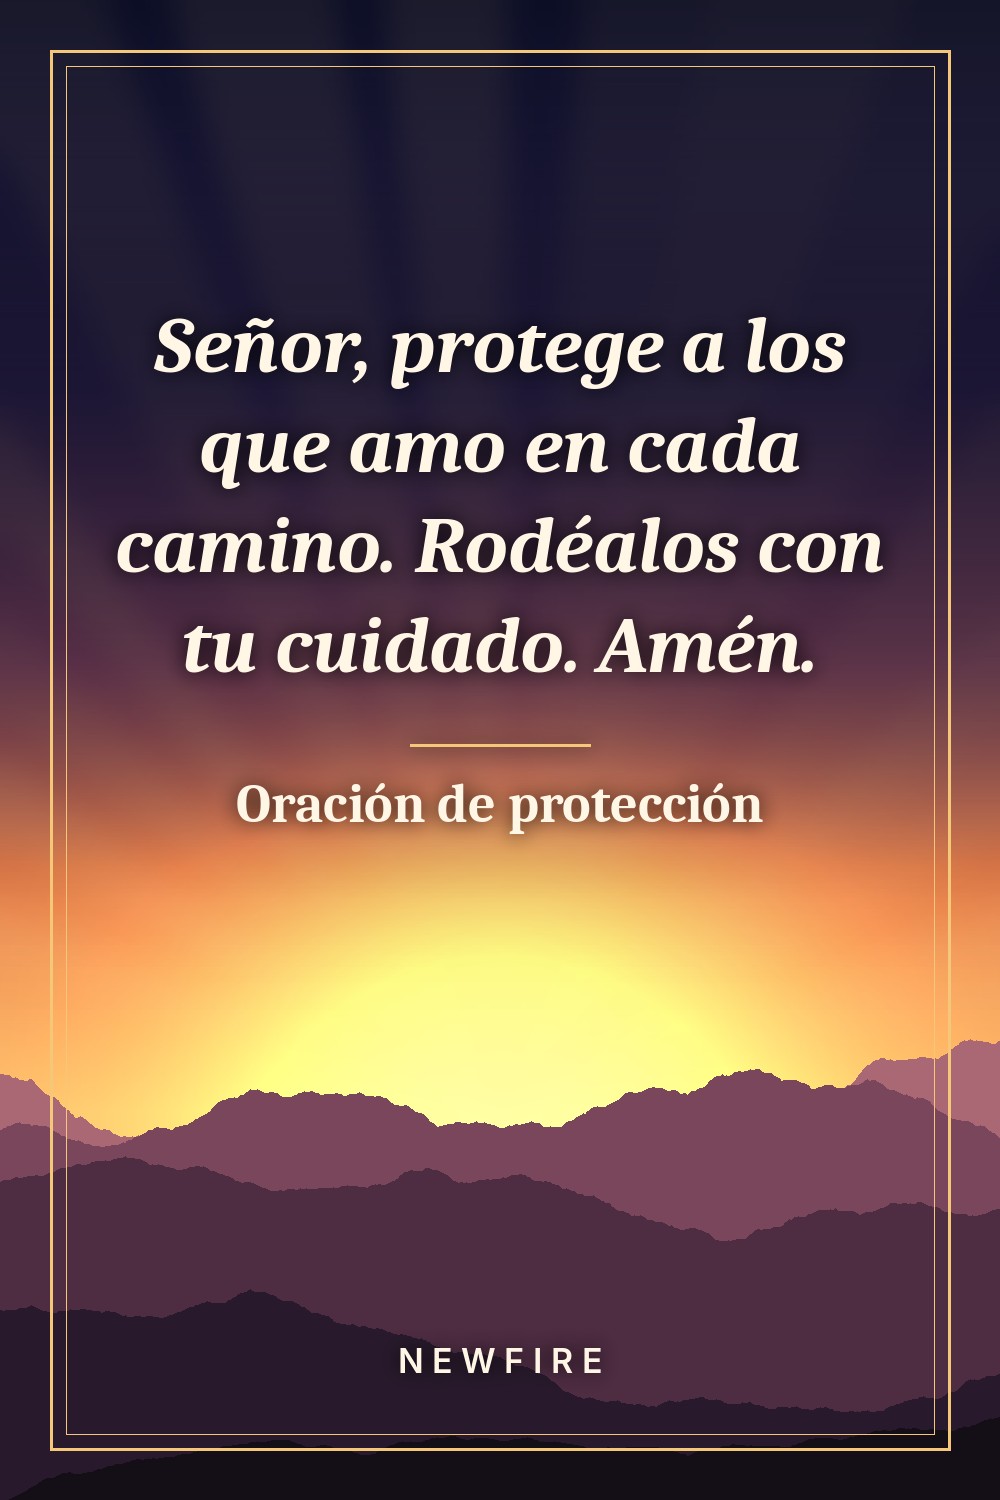 Señor, protege a los
que amo en cada
camino. Rodéalos con
tu cuidado. Amén.
Oración de protección
NEWFIRE